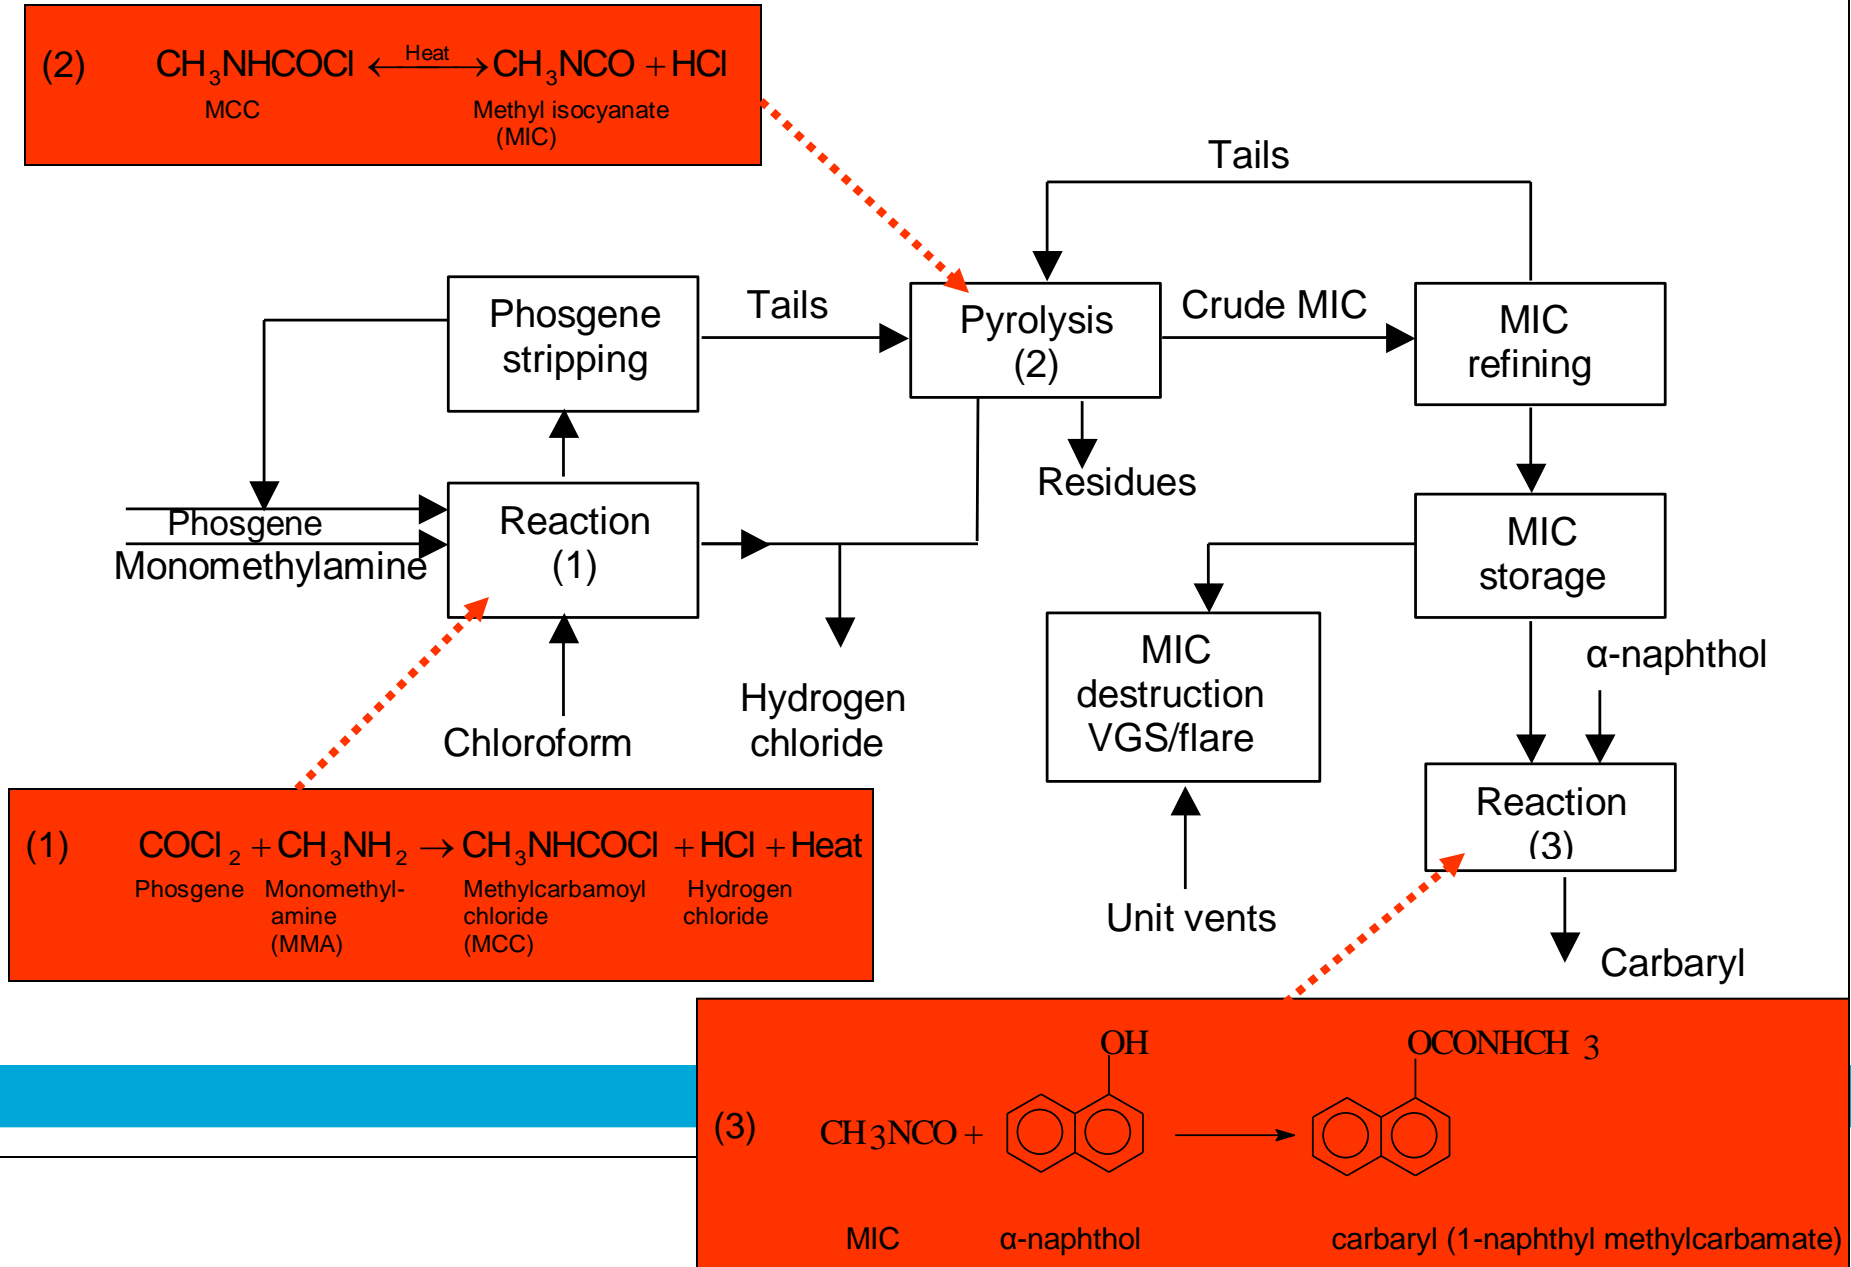 (2) CH3NHCOCl ⟷ CH3NCO + HCl
Heat
MCC Methyl isocyanate
(MIC)
Tails
Phosgene
stripping
Tails
Pyrolysis
(2)
Crude MIC
MIC
refining
Residues
Phosgene
Monomethylamine
Reaction
(1)
MIC
storage
Chloroform
Hydrogen
chloride
MIC
destruction
VGS/flare
α-naphthol
Reaction
(3)
Unit vents
Carbaryl
(1) COCl2 + CH3NH2 → CH3NHCOCl + HCl + Heat
Phosgene Monomethyl- Methylcarbamoyl Hydrogen
amine chloride chloride
(MMA) (MCC)
OH OCONHCH 3
(3) CH3NCO +
MIC α-naphthol carbaryl (1-naphthyl methylcarbamate)